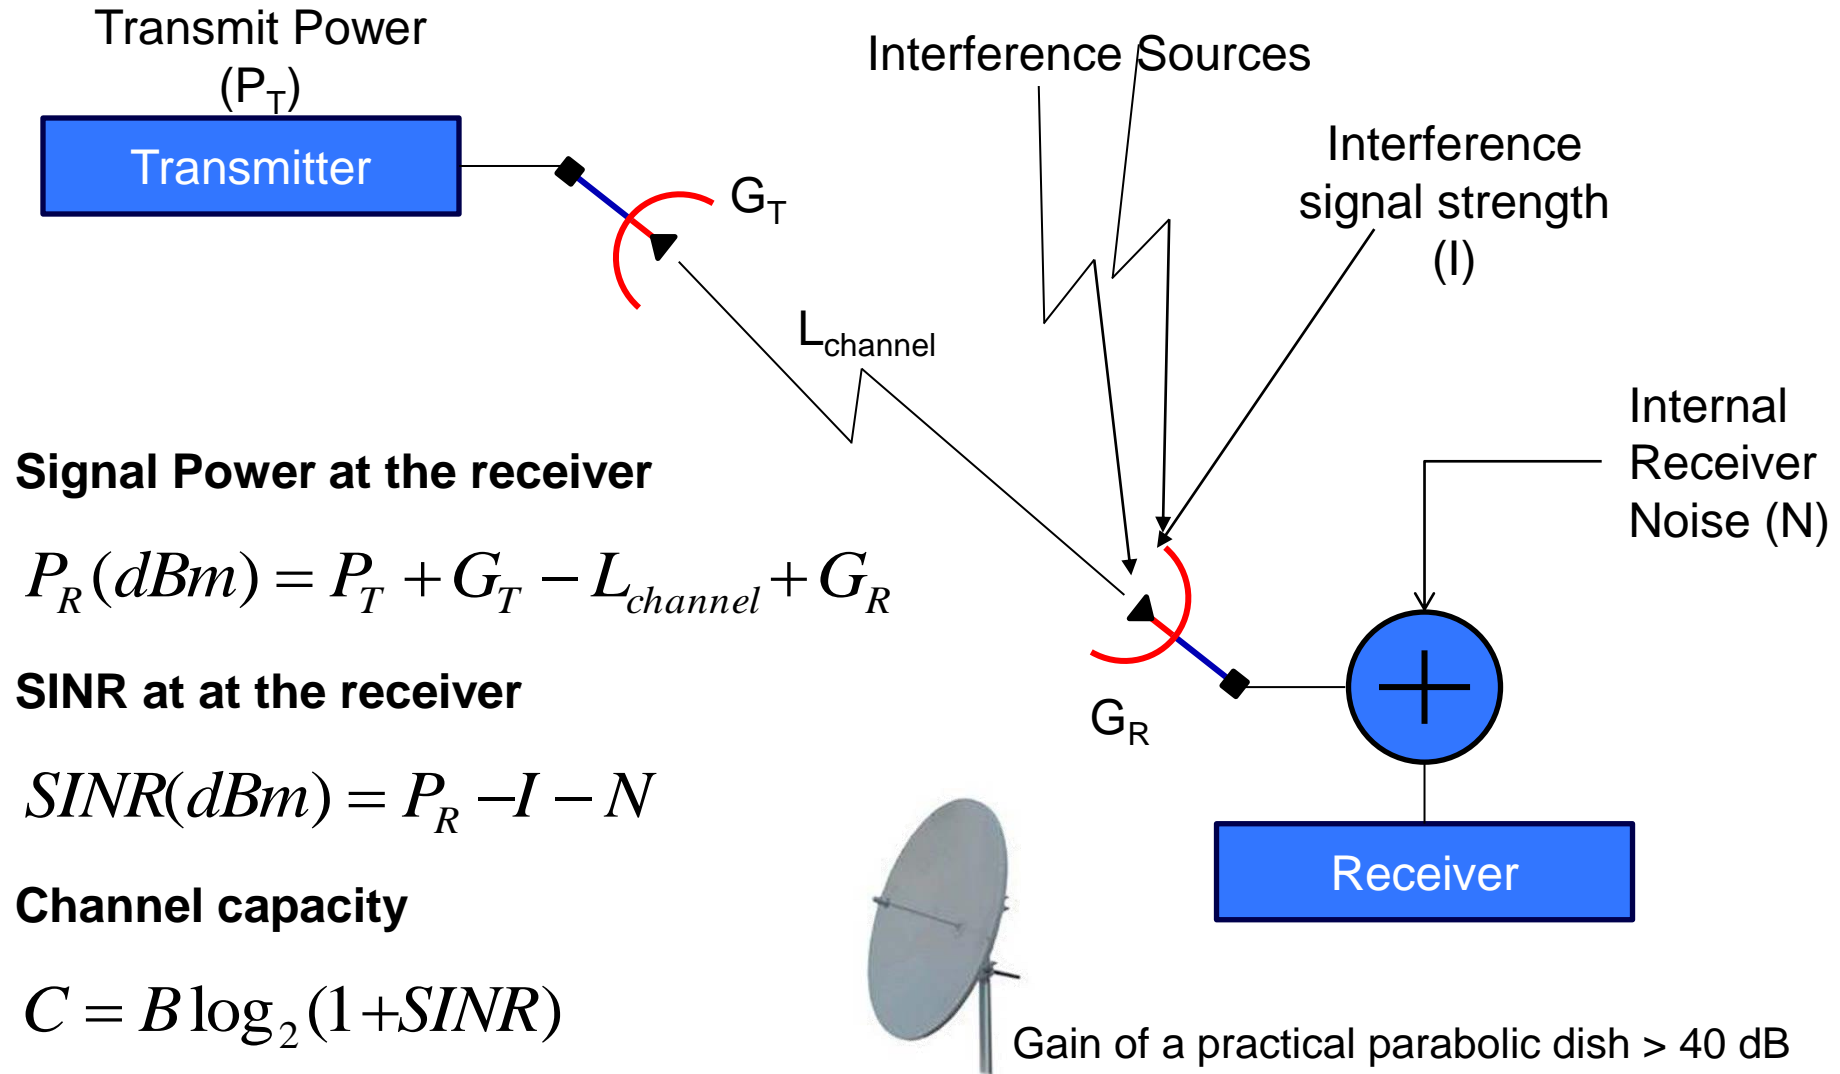 Transmit Power
(P_T)
Transmitter
G_T
Interference Sources
Interference
signal strength
(I)
L_channel
Internal
Receiver
Noise (N)
Signal Power at the receiver
P_R(dBm) = P_T + G_T − L_channel + G_R
SINR at at the receiver
SINR(dBm) = P_R − I − N
G_R
Receiver
Channel capacity
C = B log_2(1+SINR)
Gain of a practical parabolic dish > 40 dB